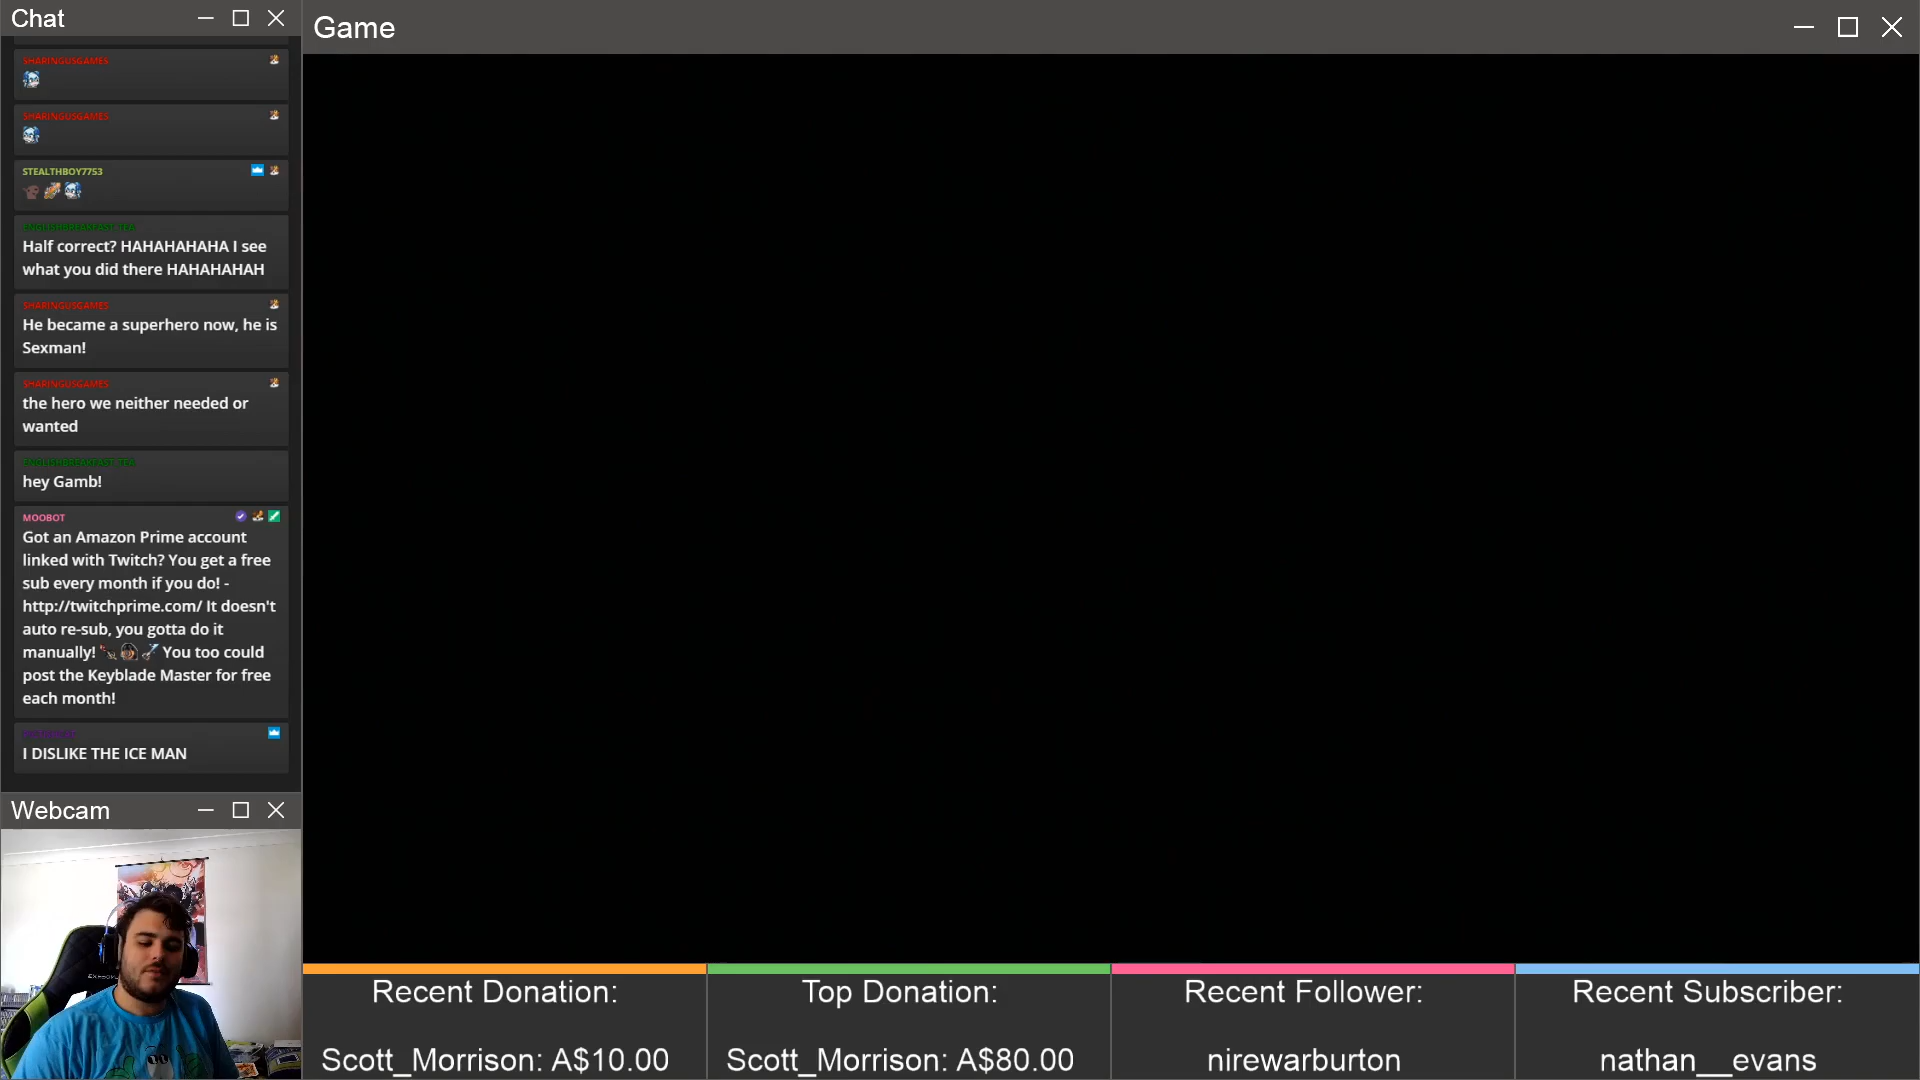 Chat
SHARINGUSGAMES
SHARINGUSGAMES
STEALTHBOY7753
ENGLISHBREAKFAST_TEA
Half correct? HAHAHAHAHA I see
what you did there HAHAHAHAH
SHARINGUSGAMES
He became a superhero now, he is
Sexman!
SHARINGUSGAMES
the hero we neither needed or
wanted
ENGLISHBREAKFAST_TEA
hey Gamb!
MOOBOT
Got an Amazon Prime account
linked with Twitch? You get a free
sub every month if you do! -
http://twitchprime.com/ It doesn't
auto re-sub, you gotta do it
manually! You too could
post the Keyblade Master for free
each month!
I DISLIKE THE ICE MAN
Webcam
Game
Recent Donation:
Scott_Morrison: A$10.00
Top Donation:
Scott_Morrison: A$80.00
Recent Follower:
nirewarburton
Recent Subscriber:
nathan__evans